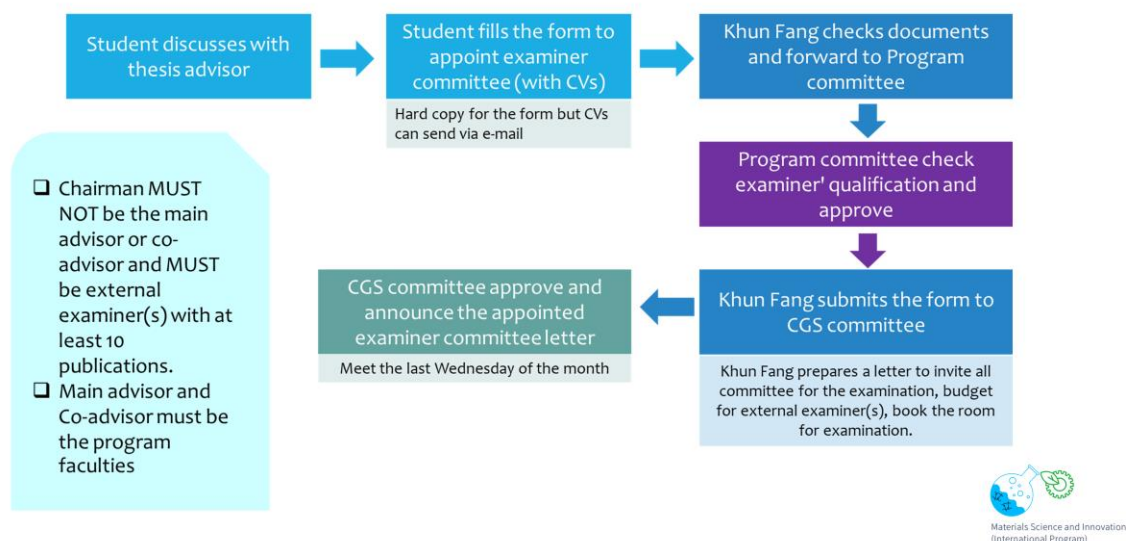 Student discusses with
thesis advisor
Student fills the form to
appoint examiner
committee (with CVs)
Hard copy for the form but CVs
can send via e-mail
Khun Fang checks documents
and forward to Program
committee
Program committee check
examiner' qualification and
approve
Khun Fang submits the form to
CGS committee
Khun Fang prepares a letter to invite all
committee for the examination, budget
for external examiner(s), book the room
for examination.
CGS committee approve and
announce the appointed
examiner committee letter
Meet the last Wednesday of the month
❑ Chairman MUST
NOT be the main
advisor or co-
advisor and MUST
be external
examiner(s) with at
least 10
publications.
❑ Main advisor and
Co-advisor must be
the program
faculties
Materials Science and Innovation
(International Program)